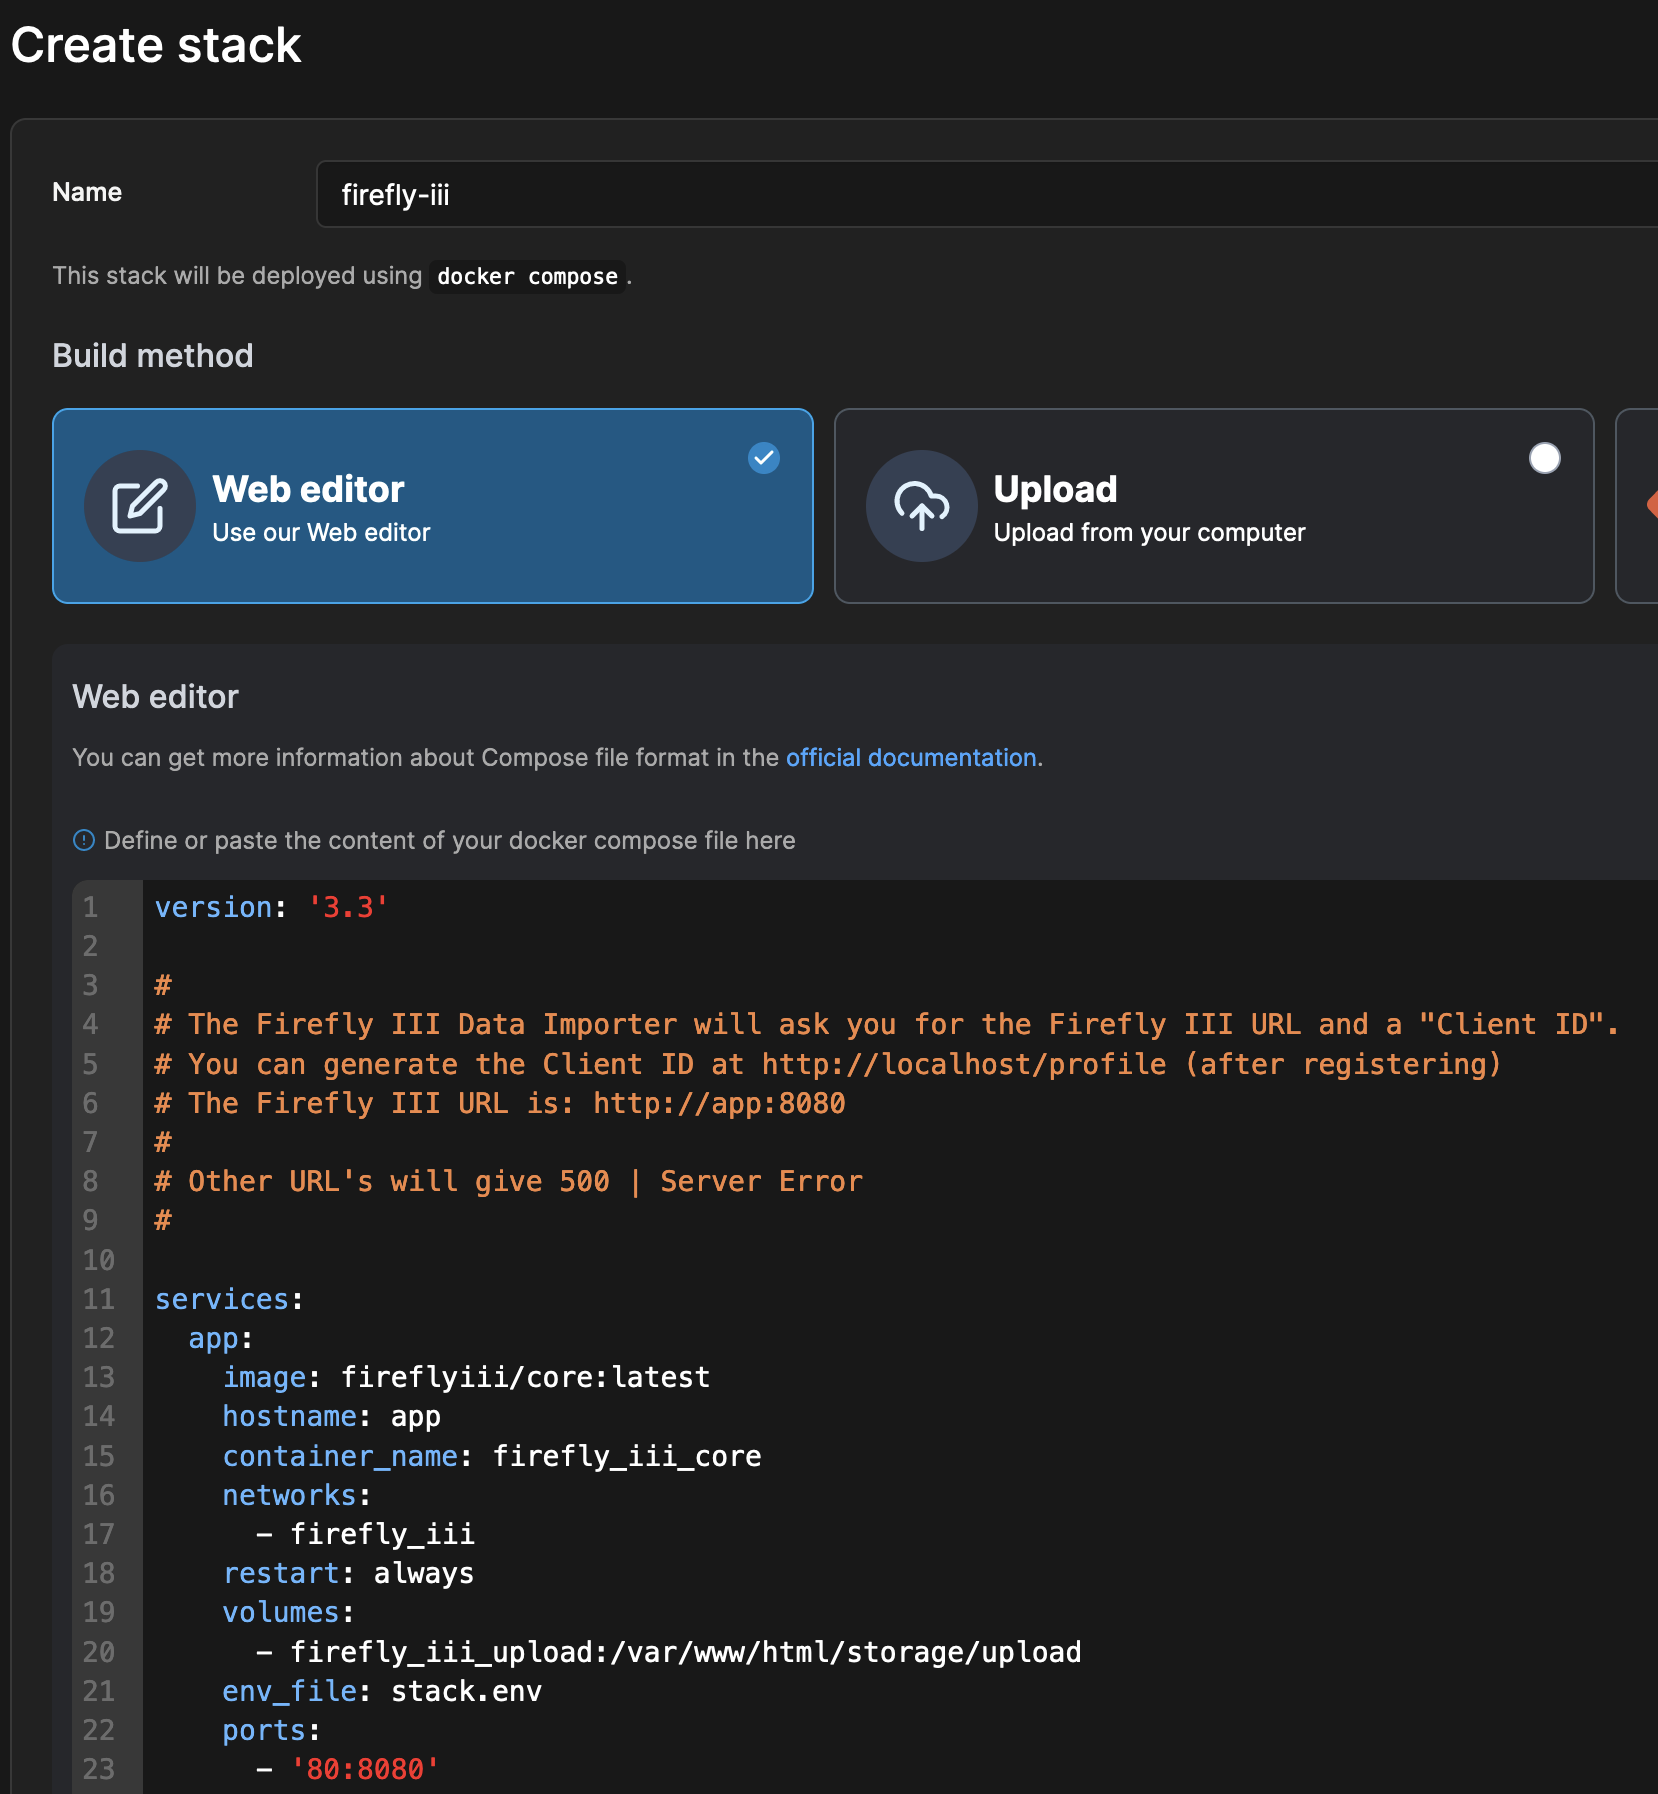 Create stack
Name
firefly-iii
This stack will be deployed using docker compose.
Build method
Web editor
Use our Web editor
Upload
Upload from your computer
Web editor
You can get more information about Compose file format in the official documentation.
Define or paste the content of your docker compose file here
1 version: '3.3'
2
3 #
4 # The Firefly III Data Importer will ask you for the Firefly III URL and a "Client ID".
5 # You can generate the Client ID at http://localhost/profile (after registering)
6 # The Firefly III URL is: http://app:8080
7 #
8 # Other URL's will give 500 | Server Error
9 #
10
11 services:
12   app:
13     image: fireflyiii/core:latest
14     hostname: app
15     container_name: firefly_iii_core
16     networks:
17       - firefly_iii
18     restart: always
19     volumes:
20       - firefly_iii_upload:/var/www/html/storage/upload
21     env_file: stack.env
22     ports:
23       - '80:8080'